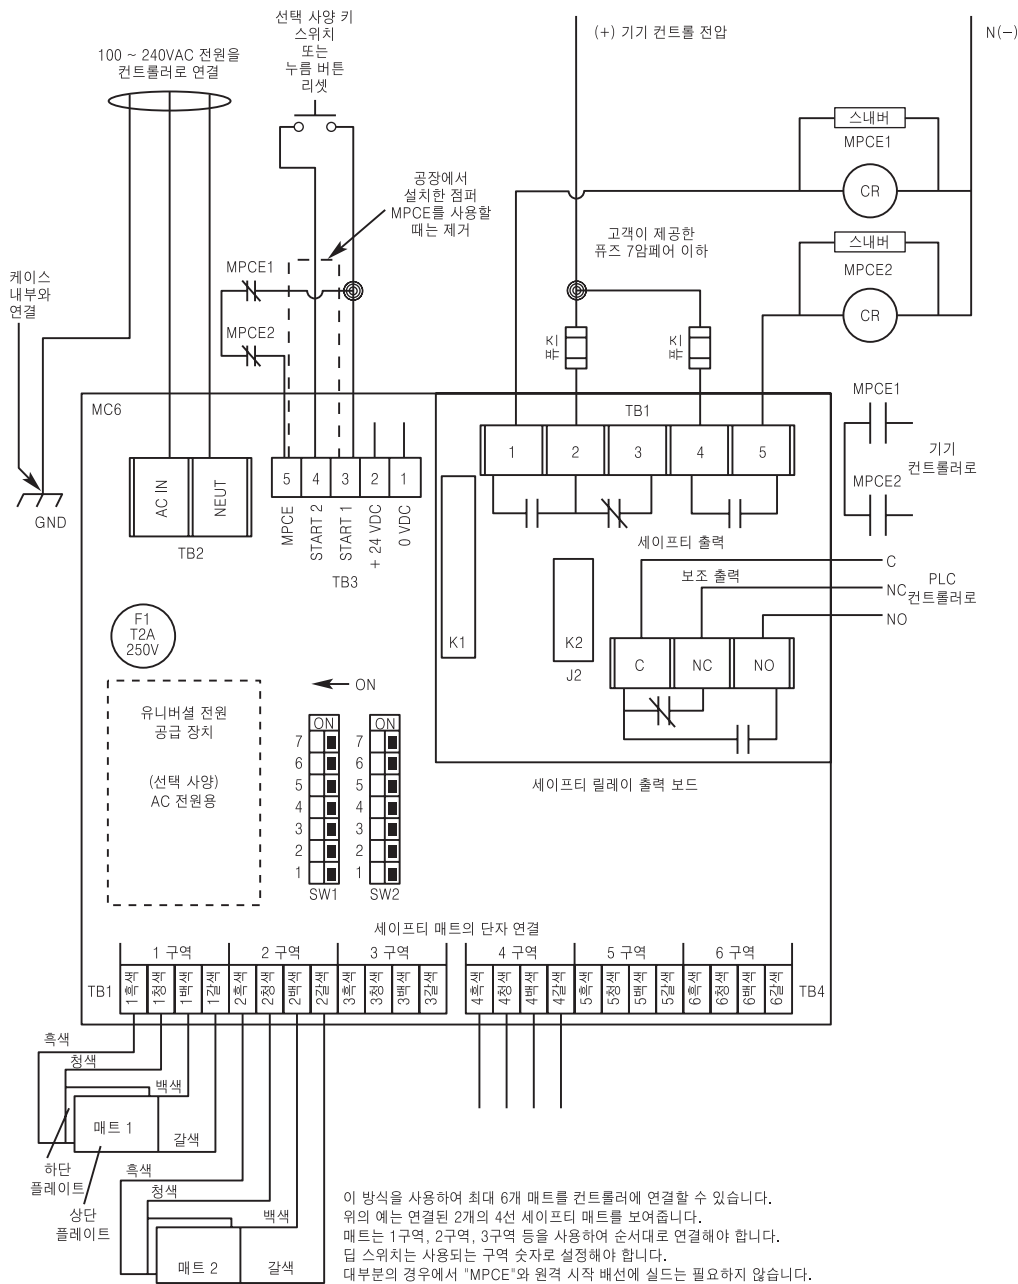 선택 사양 키
스위치
또는
누름 버튼
리셋
(+) 기기 컨트롤 전압
N(−)
100 ~ 240VAC 전원을
컨트롤러로 연결
스내버
MPCE1
CR
공장에서
설치한 점퍼
MPCE를 사용할
때는 제거
고객이 제공한
퓨즈 7암페어 이하
스내버
MPCE2
CR
케이스
내부와
연결
MPCE1
MPCE2
퓨즈
퓨즈
MC6
TB1
MPCE1
기기
컨트롤러로
MPCE2
1
2
3
4
5
AC IN
NEUT
TB2
GND
5
4
3
2
1
MPCE
START 2
START 1
+ 24 VDC
0 VDC
TB3
세이프티 출력
보조 출력
C
NC
NO
PLC
컨트롤러로
K1
K2
J2
C
NC
NO
F1
T2A
250V
ON
유니버셜 전원
공급 장치
(선택 사양)
AC 전원용
ON
ON
7
6
5
4
3
2
1
7
6
5
4
3
2
1
SW1
SW2
세이프티 릴레이 출력 보드
세이프티 매트의 단자 연결
1 구역
2 구역
3 구역
4 구역
5 구역
6 구역
TB1
1흑색
1청색
1백색
1갈색
2흑색
2청색
2백색
2갈색
3흑색
3청색
3백색
3갈색
4흑색
4청색
4백색
4갈색
5흑색
5청색
5백색
5갈색
6흑색
6청색
6백색
6갈색
TB4
흑색
청색
백색
매트 1
갈색
하단
플레이트
상단
플레이트
흑색
청색
백색
매트 2
갈색
이 방식을 사용하여 최대 6개 매트를 컨트롤러에 연결할 수 있습니다.
위의 예는 연결된 2개의 4선 세이프티 매트를 보여줍니다.
매트는 1구역, 2구역, 3구역 등을 사용하여 순서대로 연결해야 합니다.
딥 스위치는 사용되는 구역 숫자로 설정해야 합니다.
대부분의 경우에서 "MPCE"와 원격 시작 배선에 실드는 필요하지 않습니다.